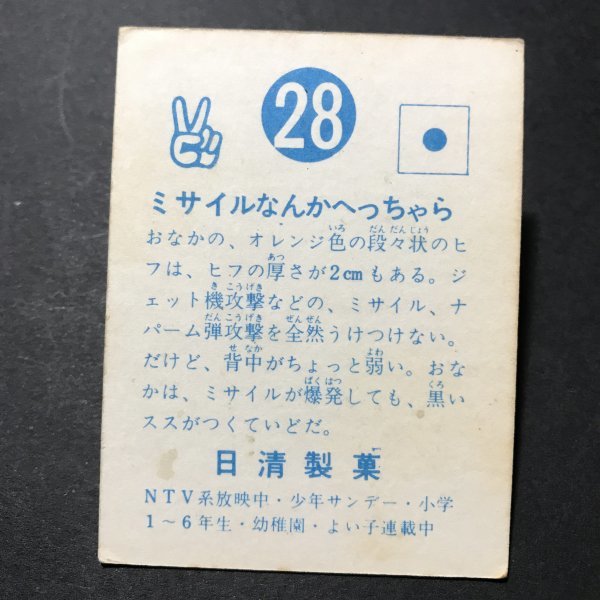 28
ミサイルなんかへっちゃら
おなかの、オレンジ色の段々状のヒ
フは、ヒフの厚さが2cmもある。ジ
ェット機攻撃などの、ミサイル、ナ
パーム弾攻撃を全然うけつけない。
だけど、背中がちょっと弱い。おな
かは、ミサイルが爆発しても、黒い
ススがつくていどだ。
日清製菓
NTV系放映中・少年サンデー・小学
1～6年生・幼稚園・よい子連載中